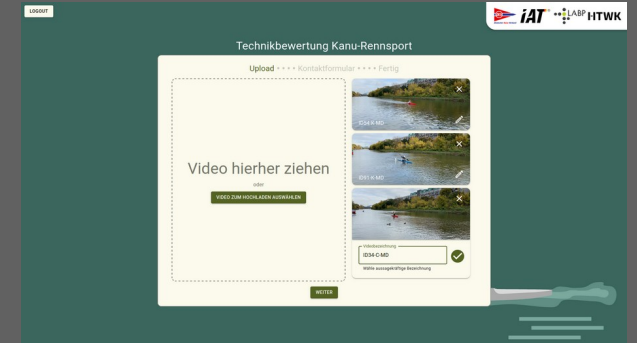 LOGOUT
iAT
LABP
HTWK
Technikbewertung Kanu-Rennsport
Upload • • • • Kontaktformular • • • • Fertig
Video hierher ziehen
oder
VIDEO ZUM HOCHLADEN AUSWÄHLEN
ID34-K-MD
ID91-K-MD
Videobezeichnung
ID34-C-MD
Wähle aussagekräftige Bezeichnung
WEITER